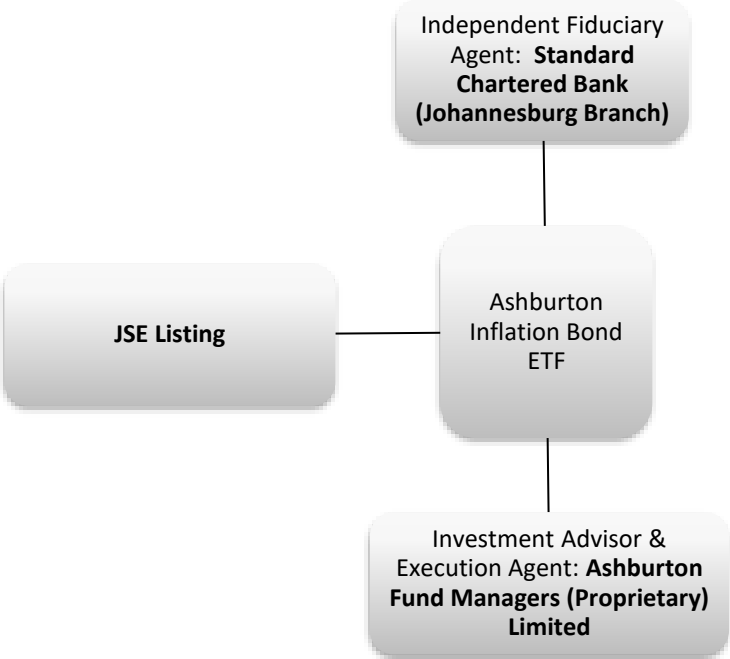 Independent Fiduciary
Agent: Standard
Chartered Bank
(Johannesburg Branch)
JSE Listing
Ashburton
Inflation Bond
ETF
Investment Advisor &
Execution Agent: Ashburton
Fund Managers (Proprietary)
Limited